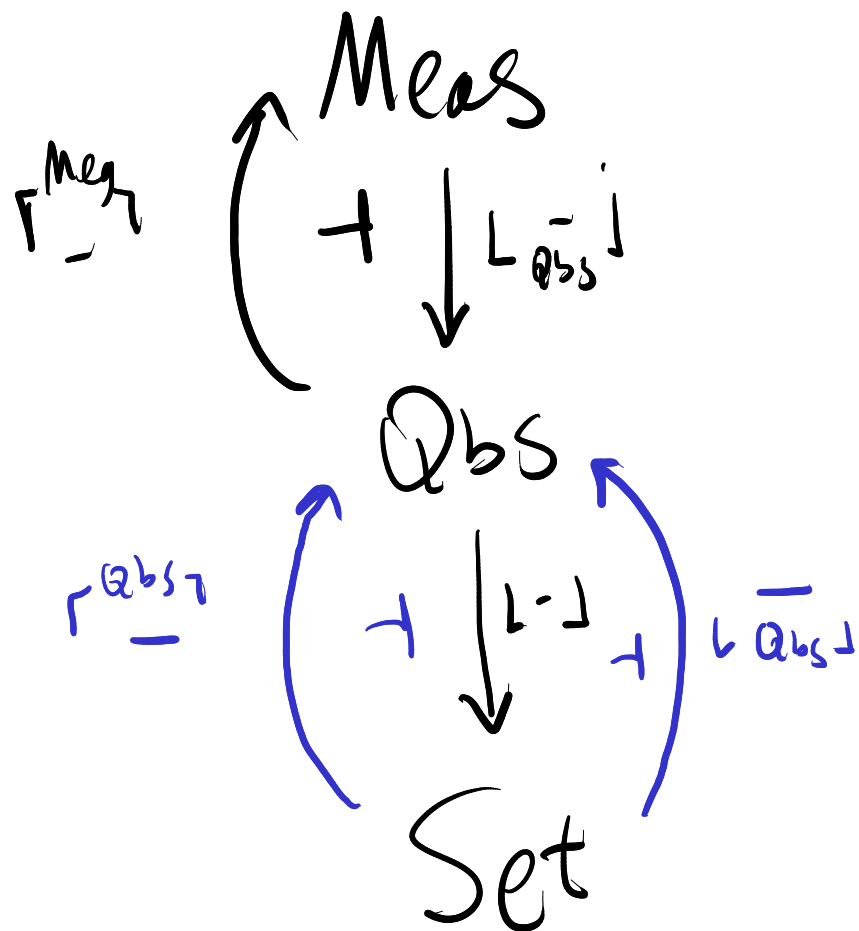 Meas
⌜Meas⌝
–
⊣
⌊–⌋
Qbs
Qbs
⌜Qbs⌝
–
⊣
⌊-⌋
⊣
⌊–⌋
Qbs
Set